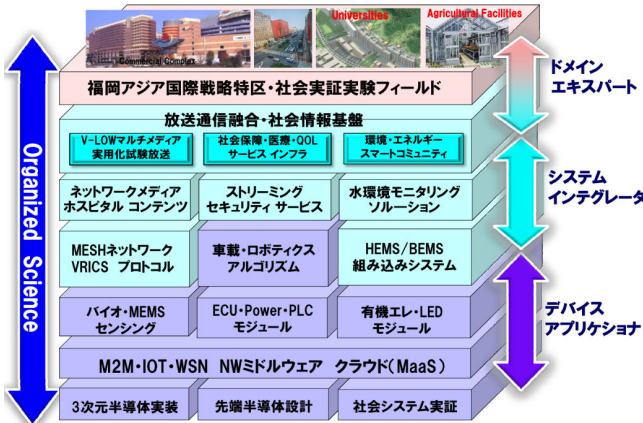 Commercial Complex
Universities
Agricultural Facilities
福岡アジア国際戦略特区・社会実証実験フィールド
放送通信融合・社会情報基盤
V-LOWマルチメディア
実用化試験放送
社会保障・医療・QOL
サービス インフラ
環境・エネルギー
スマートコミュニティ
ネットワークメディア
ホスピタル コンテンツ
ストリーミング
セキュリティ サービス
水環境モニタリング
ソルーション
MESHネットワーク
VRICS プロトコル
車載・ロボティクス
アルゴリズム
HEMS/BEMS
組み込みシステム
バイオ・MEMS
センシング
ECU・Power・PLC
モジュール
有機エレ・LED
モジュール
M2M・IOT・WSN NWミドルウェア クラウド(MaaS)
3次元半導体実装
先端半導体設計
社会システム実証
Organized Science
ドメイン
エキスパート
システム
インテグレータ
デバイス
アプリケショナ